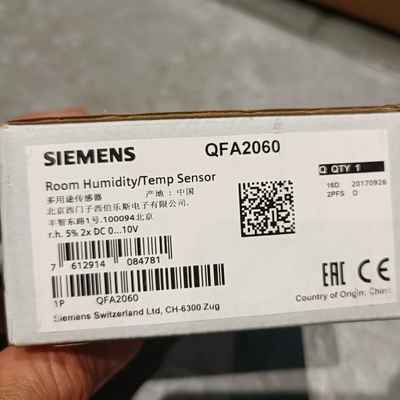 SIEMENS QFA2060
Room Humidity/Temp Sensor
Q QTY 1
多用途传感器 产地: 中国
16D 20170926
北京西门子西伯乐斯电子有限公司
2PFS D
丰智东路1号.100094北京
r.h. 5% 2x DC 0...10V
7 612914 084781
1P QFA2060
EAC CE
Country of Origin: China
Siemens Switzerland Ltd, CH-6300 Zug